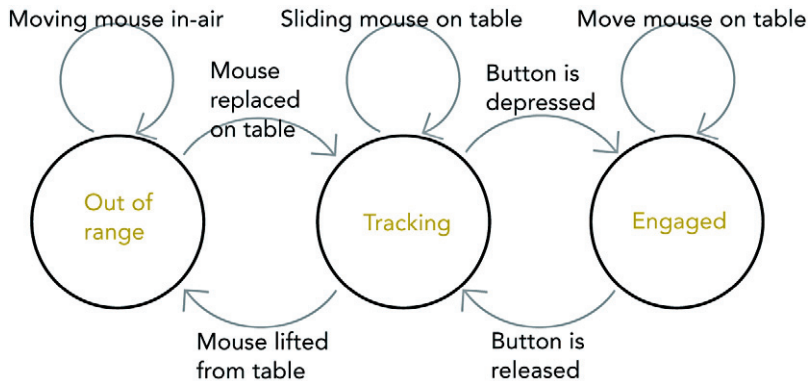 Moving mouse in-air
Sliding mouse on table
Move mouse on table
Mouse
replaced
on table
Button is
depressed
Out of
range
Tracking
Engaged
Mouse lifted
from table
Button is
released